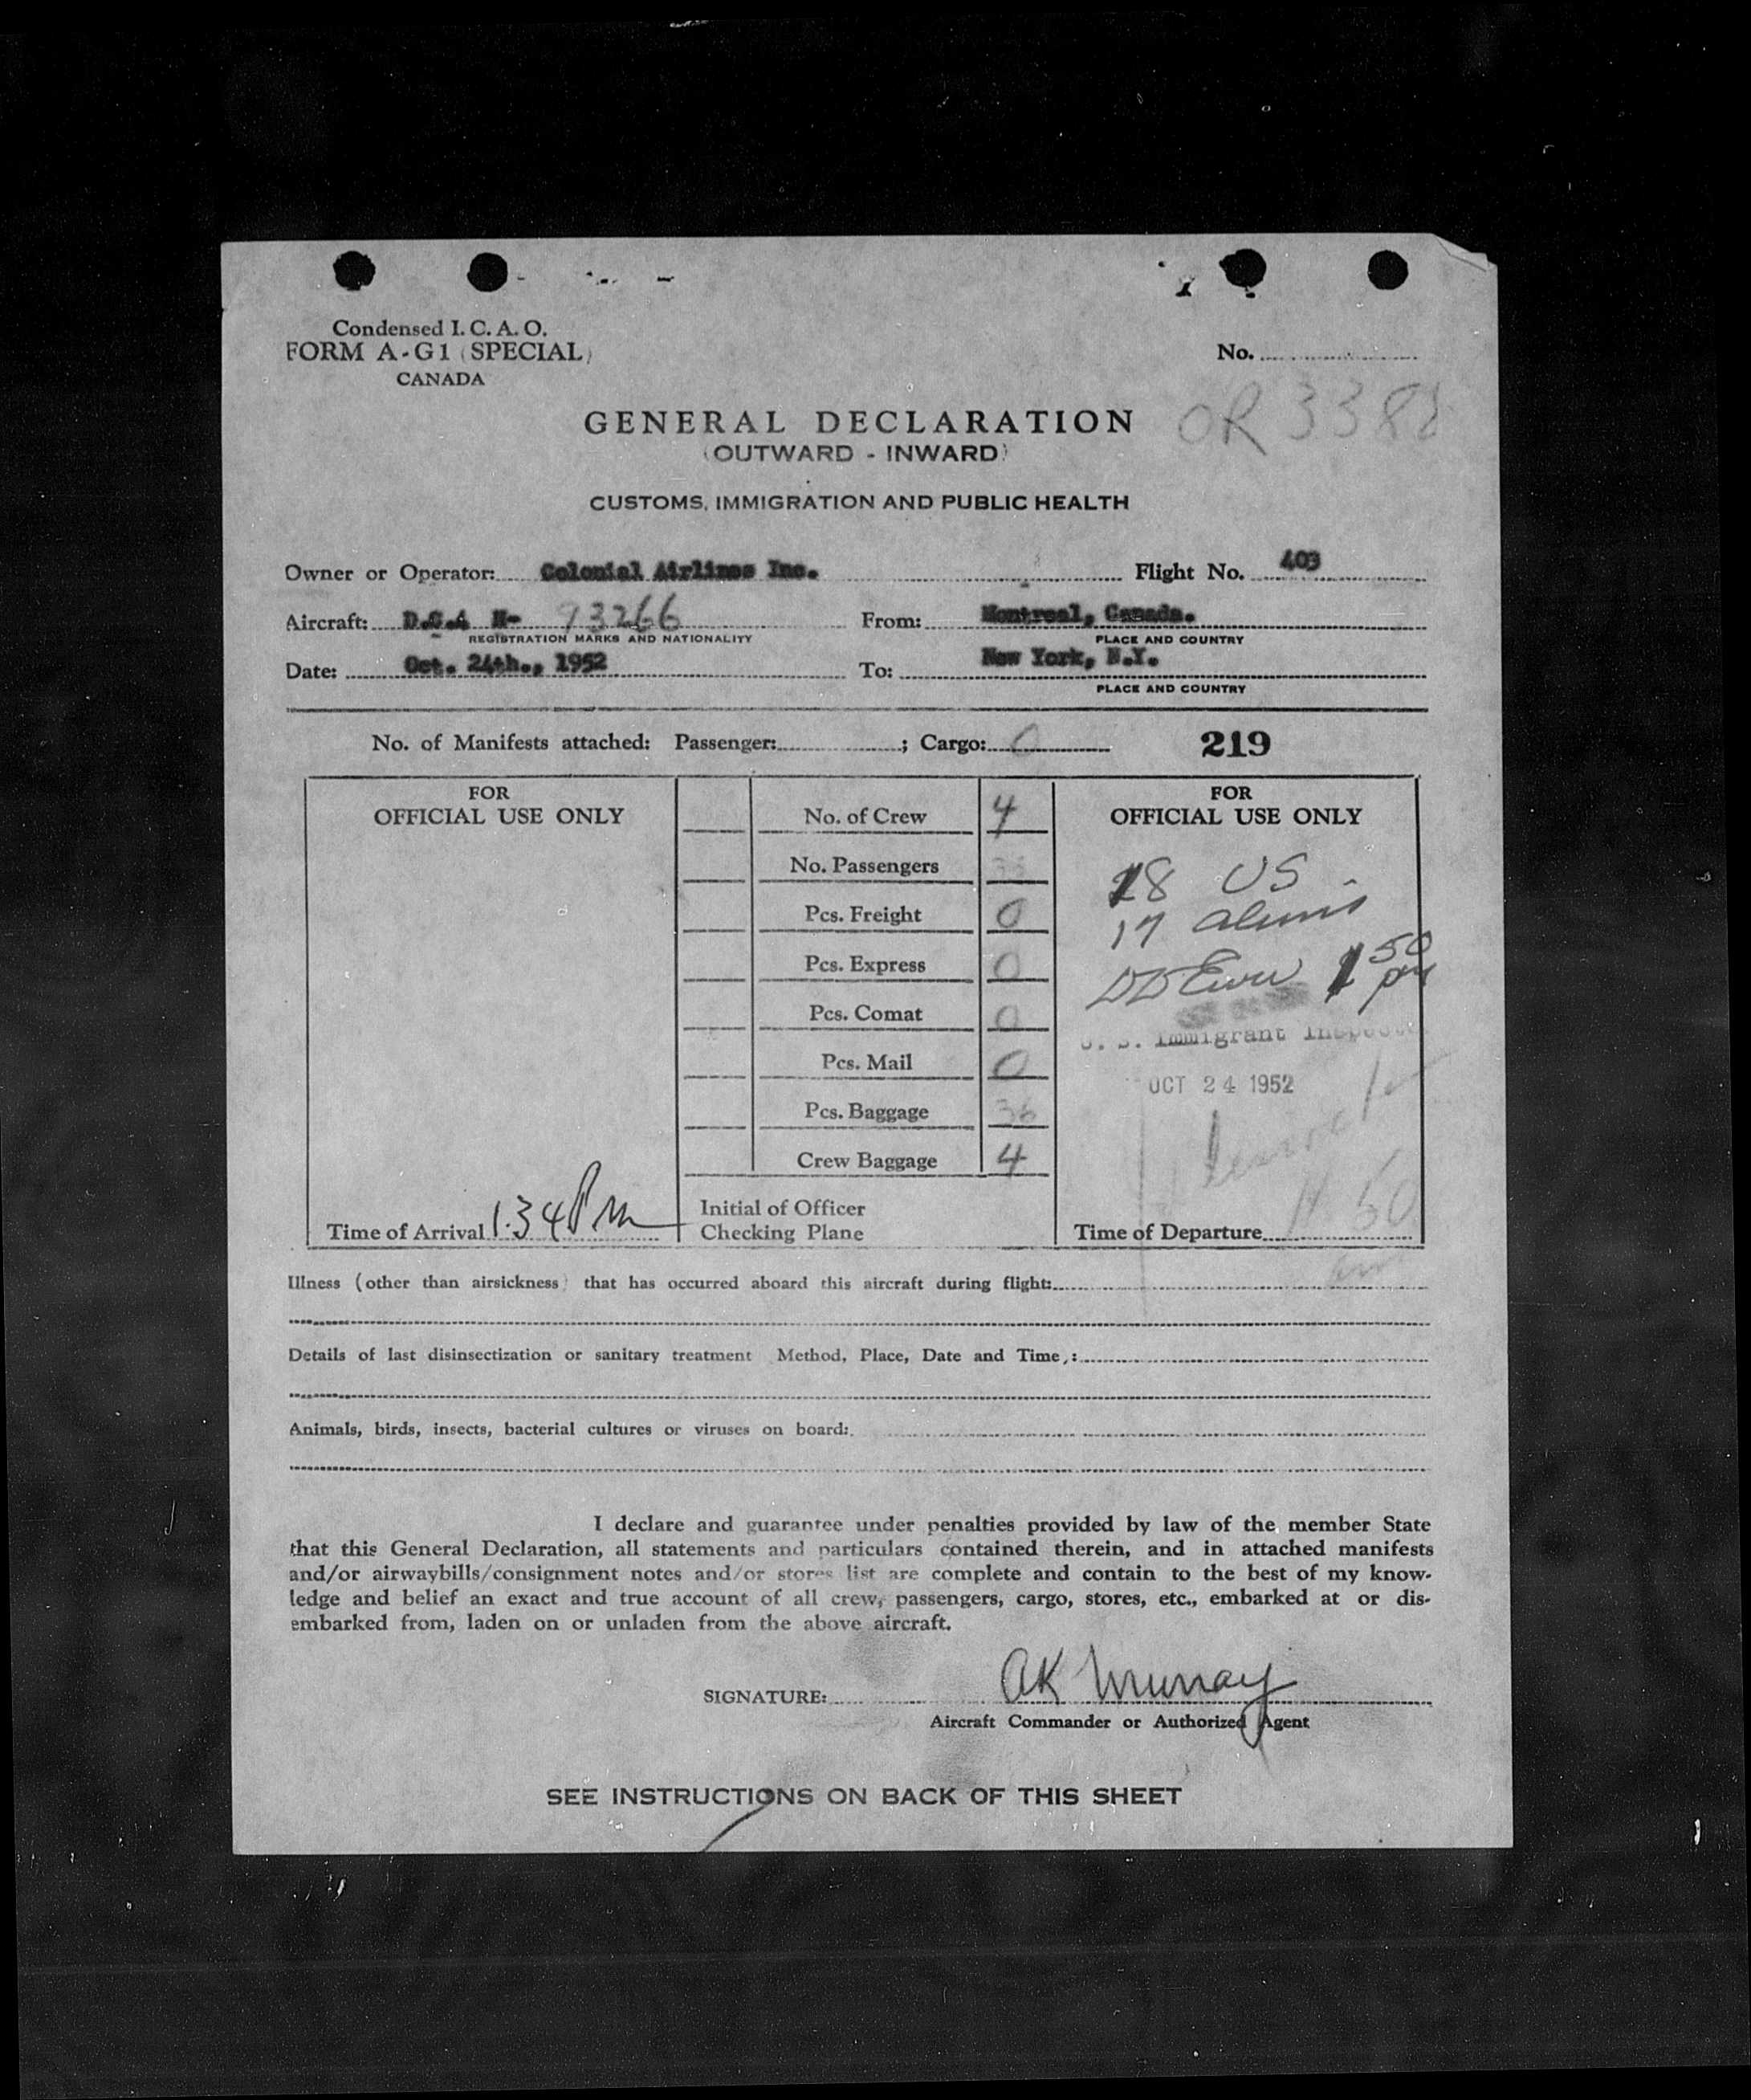 Condensed I. C. A. O.
FORM A-G1 (SPECIAL)
CANADA
No.
OR 338
GENERAL DECLARATION
(OUTWARD - INWARD)
CUSTOMS, IMMIGRATION AND PUBLIC HEALTH
Owner or Operator: Colonial Airlines Inc. Flight No. 403
Aircraft: D.C.4 N- 93266 From: Montreal, Canada.
REGISTRATION MARKS AND NATIONALITY PLACE AND COUNTRY
Date: Oct. 24th., 1952 To: New York, N.Y.
PLACE AND COUNTRY
No. of Manifests attached: Passenger: ; Cargo: 0 219
FOR
OFFICIAL USE ONLY
Time of Arrival 1:34 PM
No. of Crew 4
No. Passengers
Pcs. Freight 0
Pcs. Express 0
Pcs. Comat 0
Pcs. Mail 0
Pcs. Baggage 36
Crew Baggage 4
Initial of Officer
Checking Plane
FOR
OFFICIAL USE ONLY
18 US
17 aliens
1 50 pm
U. S. Immigrant Inspector
OCT 24 1952
Time of Departure 11 50
am
Illness (other than airsickness) that has occurred aboard this aircraft during flight:
Details of last disinsectization or sanitary treatment Method, Place, Date and Time,:
Animals, birds, insects, bacterial cultures or viruses on board:
I declare and guarantee under penalties provided by law of the member State
that this General Declaration, all statements and particulars contained therein, and in attached manifests
and/or airwaybills/consignment notes and/or stores list are complete and contain to the best of my know-
ledge and belief an exact and true account of all crew, passengers, cargo, stores, etc., embarked at or dis-
embarked from, laden on or unladen from the above aircraft.
SIGNATURE: AK Murray
Aircraft Commander or Authorized Agent
SEE INSTRUCTIONS ON BACK OF THIS SHEET